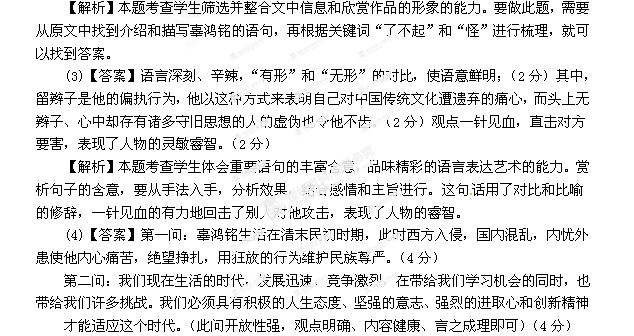 【解析】本题考查学生筛选并整合文中信息和欣赏作品的形象的能力。要做此题，需要
从原文中找到介绍和描写辜鸿铭的语句，再根据关键词“了不起”和“怪”进行梳理，就可
以找到答案。
(3)【答案】语言深刻、辛辣，“有形”和“无形”的对比，使语意鲜明；(2分)其中，
留辫子是他的偏执行为，他以这种方式来表明自己对中国传统文化遭遗弃的痛心，而头上无
辫子、心中却存有诸多守旧思想的人的虚伪也令他不齿。(2分)观点一针见血，直击对方
要害，表现了人物的灵敏睿智。(2分)
【解析】本题考查学生体会重要语句的丰富含意，品味精彩的语言表达艺术的能力。赏
析句子的含意，要从手法入手，分析效果，结合感情和主旨进行。这句话用了对比和比喻
的修辞，一针见血的有力地回击了别人对他攻击，表现了人物的睿智。
(4)【答案】第一问：辜鸿铭生活在清末民初时期，此时西方入侵，国内混乱，内忧外
患使他内心痛苦，绝望挣扎，用狂放的行为维护民族尊严。(4分)
第二问：我们现在生活的时代，发展迅速，竞争激烈，在带给我们学习机会的同时，也
带给我们许多挑战。我们必须具有积极的人生态度、坚强的意志、强烈的进取心和创新精神
才能适应这个时代。(此问开放性强，观点明确、内容健康、言之成理即可)(4分)